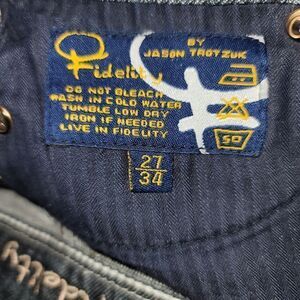 Fidelity
BY
JASON TROTZUK
DO NOT BLEACH
WASH IN COLD WATER
TUMBLE LOW DRY
IRON IF NEEDED
LIVE IN FIDELITY
50
27
34